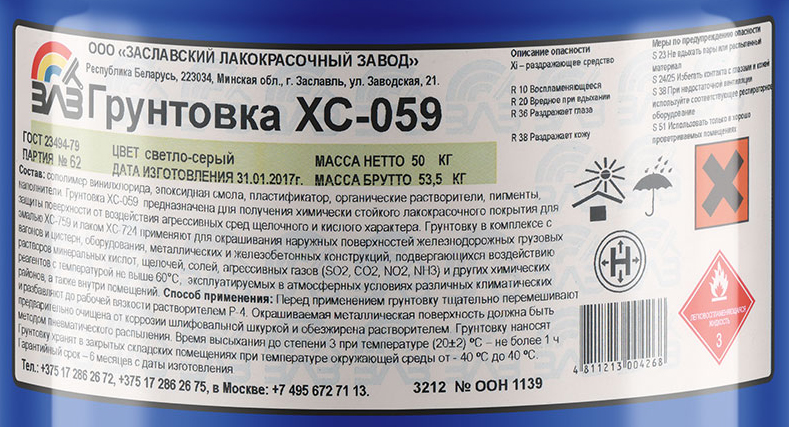 ООО «ЗАСЛАВСКИЙ ЛАКОКРАСОЧНЫЙ ЗАВОД»
Республика Беларусь, 223034, Минская обл., г. Заславль, ул. Заводская, 21.
ЗЛЗ
Грунтовка ХС-059
ГОСТ 23494-79
ПАРТИЯ № 62
ЦВЕТ светло-серый
ДАТА ИЗГОТОВЛЕНИЯ 31.01.2017г.
МАССА НЕТТО 50 КГ
МАССА БРУТТО 53,5 КГ
Состав: сополимер винилхлорида, эпоксидная смола, пластификатор, органические растворители, пигменты,
наполнители. Грунтовка ХС-059 предназначена для получения химически стойкого лакокрасочного покрытия для
защиты поверхности от воздействия агрессивных сред щелочного и кислого характера. Грунтовку в комплексе с
эмалью ХС-759 и лаком ХС-724 применяют для окрашивания наружных поверхностей железнодорожных грузовых
вагонов и цистерн, оборудования, металлических и железобетонных конструкций, подвергающихся воздействию
растворов минеральных кислот, щелочей, солей, агрессивных газов (SO2, CO2, NO2, NH3) и других химических
реагентов с температурой не выше 60°С, эксплуатируемых в атмосферных условиях различных климатических
районов, а также внутри помещений. Способ применения: Перед применением грунтовку тщательно перемешивают
и разбавляют до рабочей вязкости растворителем Р-4. Окрашиваемая металлическая поверхность должна быть
предварительно очищена от коррозии шлифовальной шкуркой и обезжирена растворителем. Грунтовку наносят
методом пневматического распыления. Время высыхания до степени 3 при температуре (20±2) ºС – не более 1 ч
Грунтовку хранят в закрытых складских помещениях при температуре окружающей среды от - 40 ºС до 40 ºС.
Гарантийный срок – 6 месяцев с даты изготовления
Тел.: +375 17 286 26 72, +375 17 286 26 75, в Москве: +7 495 672 71 13.
3212 № ООН 1139
Описание опасности
Xi – раздражающее средство
R 10 Воспламеняющееся
R 20 Вредное при вдыхании
R 36 Раздражает глаза
R 38 Раздражает кожу
Меры по предупреждению опасности
S 23 Не вдыхать пары или распыленный
материал
S 24/25 Избегать контакта с глазами и кожей
S 38 При недостаточной вентиляции
используйте соответствующее респираторное
оборудование
S 51 Использовать только в хорошо
проветриваемых помещениях
Н
ЛЕГКОВОСПЛАМЕНЯЮЩАЯСЯ
ЖИДКОСТЬ
3
4811213004268